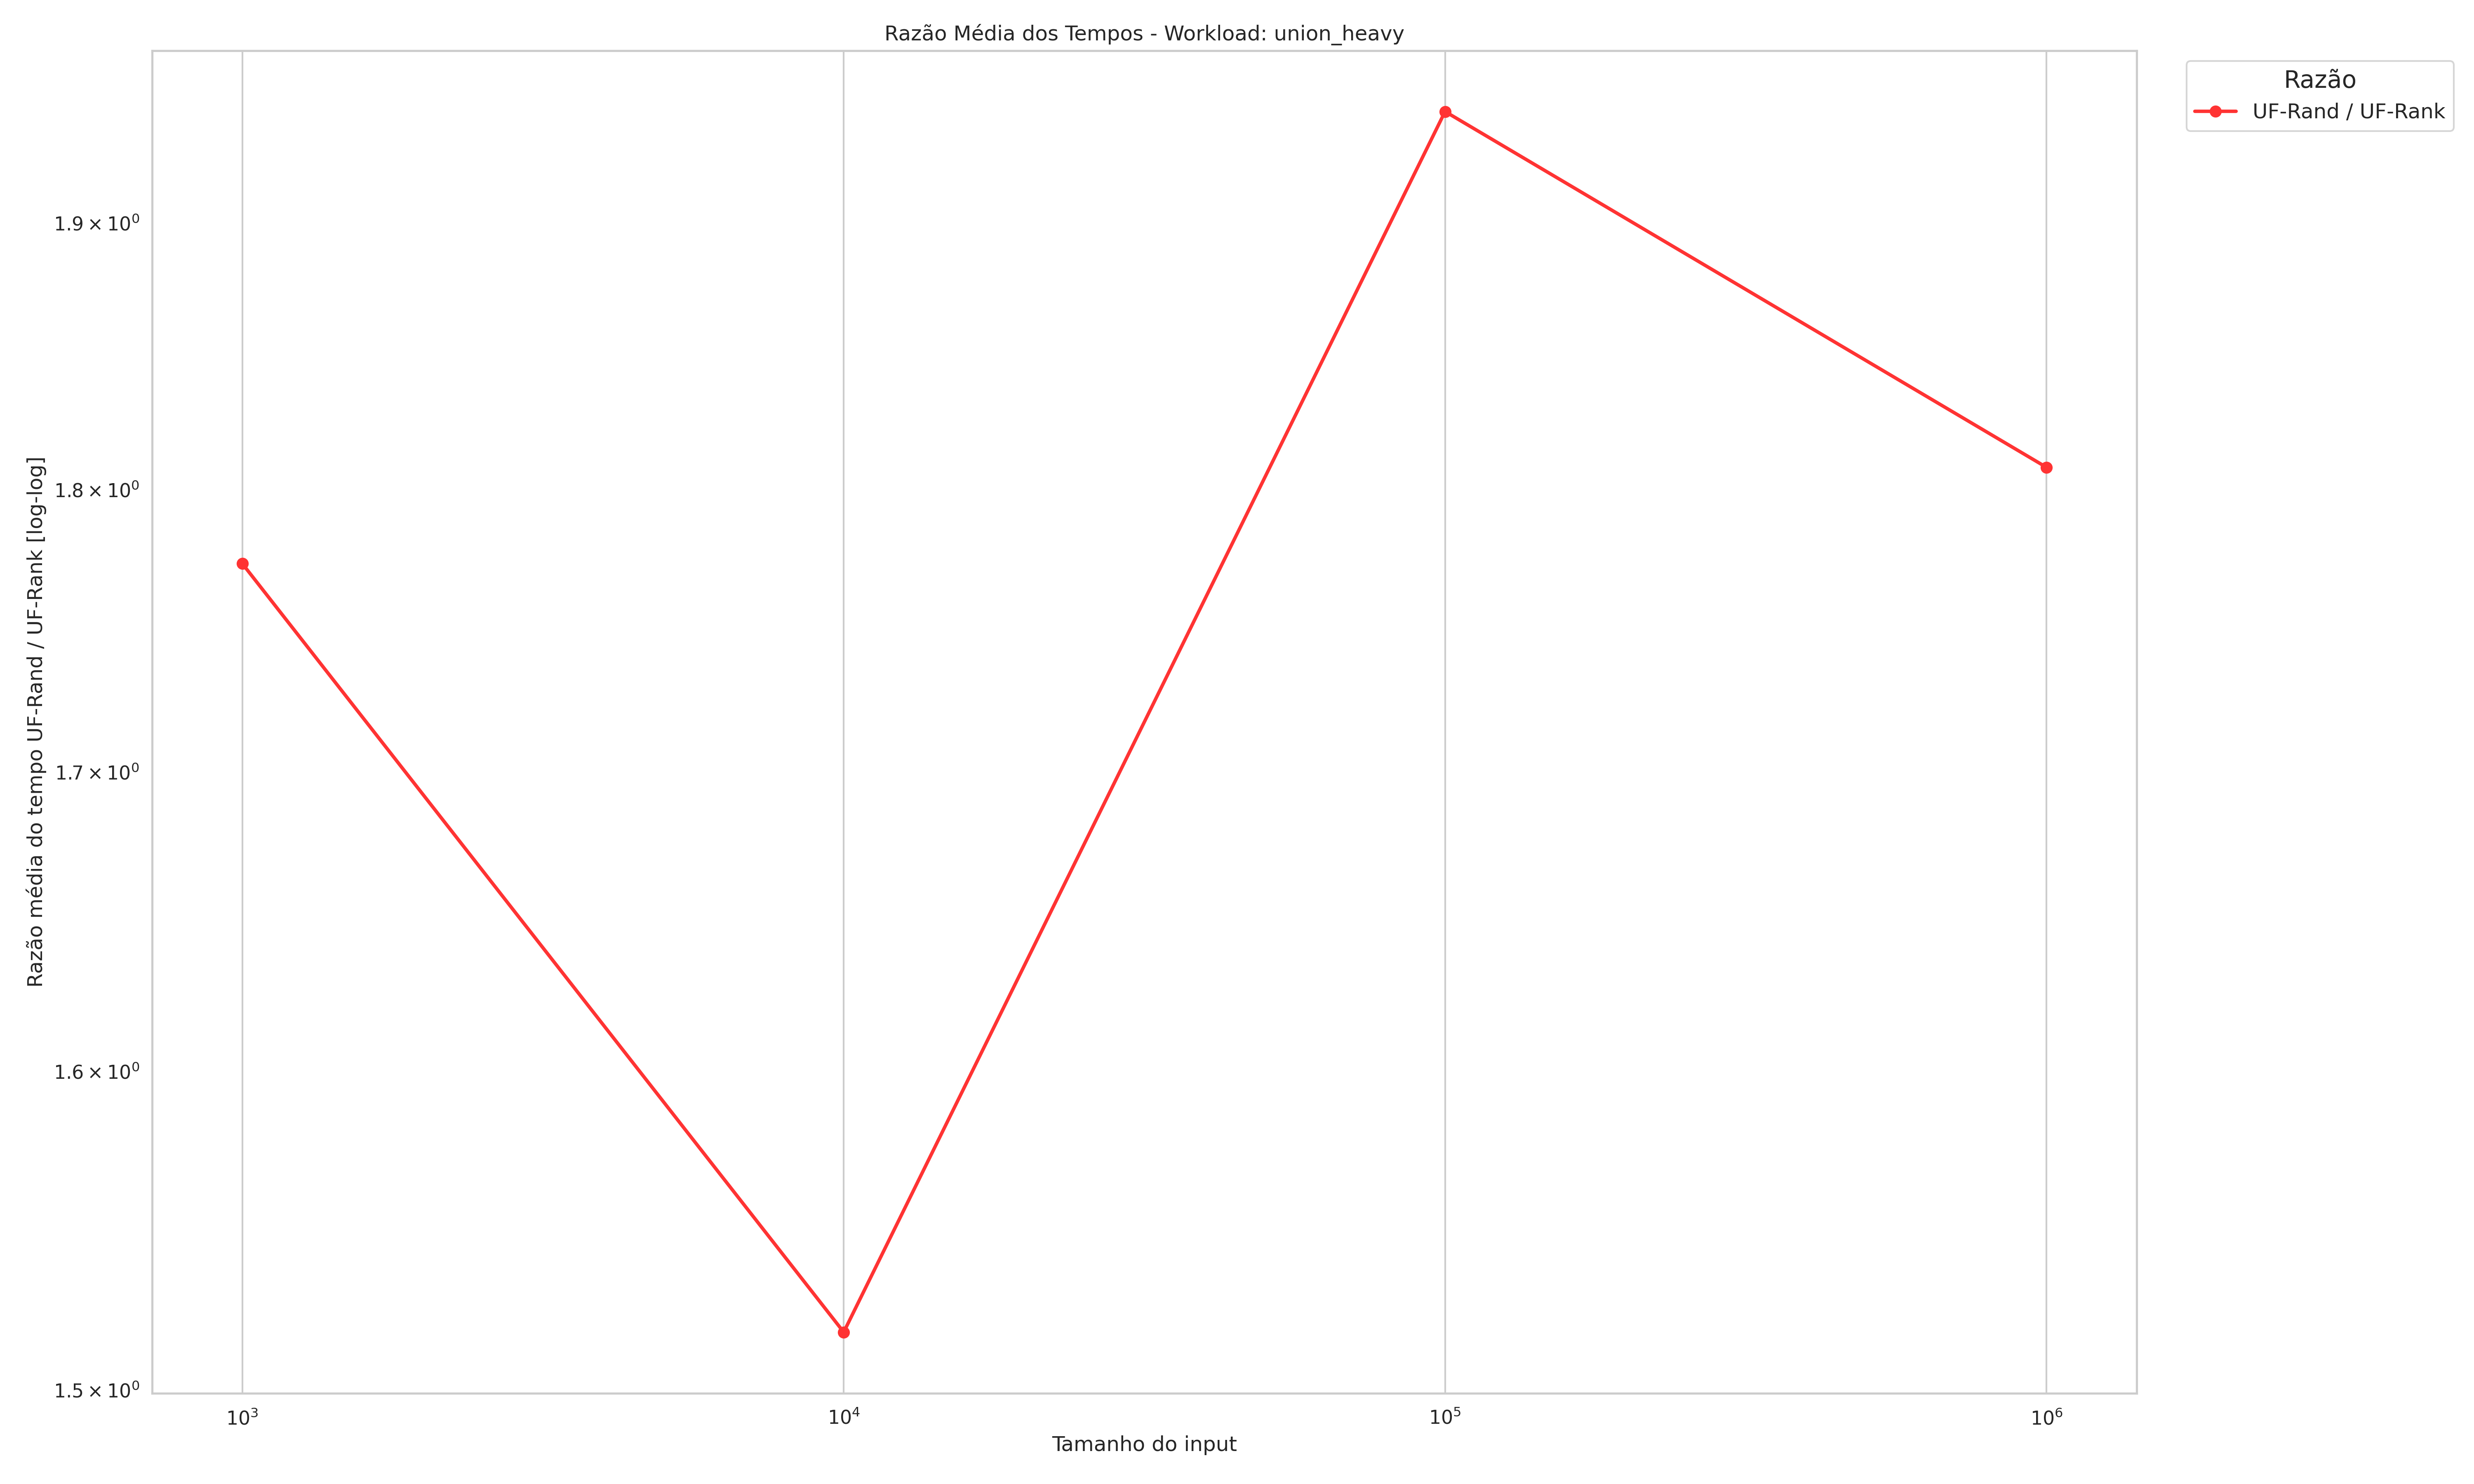 Razão Média dos Tempos - Workload: union_heavy
Razão
UF-Rand / UF-Rank
Razão média do tempo UF-Rand / UF-Rank [log-log]
1.9 × 10⁰
1.8 × 10⁰
1.7 × 10⁰
1.6 × 10⁰
1.5 × 10⁰
10³ 10⁴ 10⁵ 10⁶
Tamanho do input